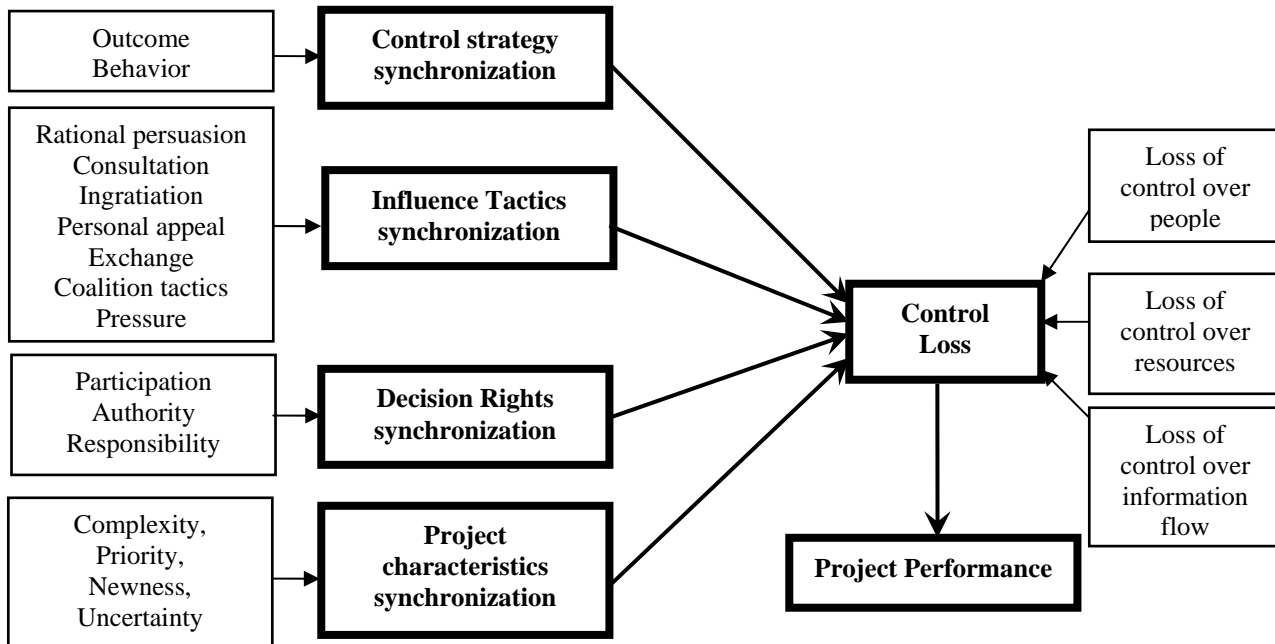 Outcome
Behavior
Control strategy
synchronization
Rational persuasion
Consultation
Ingratiation
Personal appeal
Exchange
Coalition tactics
Pressure
Influence Tactics
synchronization
Participation
Authority
Responsibility
Decision Rights
synchronization
Complexity,
Priority,
Newness,
Uncertainty
Project
characteristics
synchronization
Control
Loss
Project Performance
Loss of
control over
people
Loss of
control over
resources
Loss of
control over
information
flow